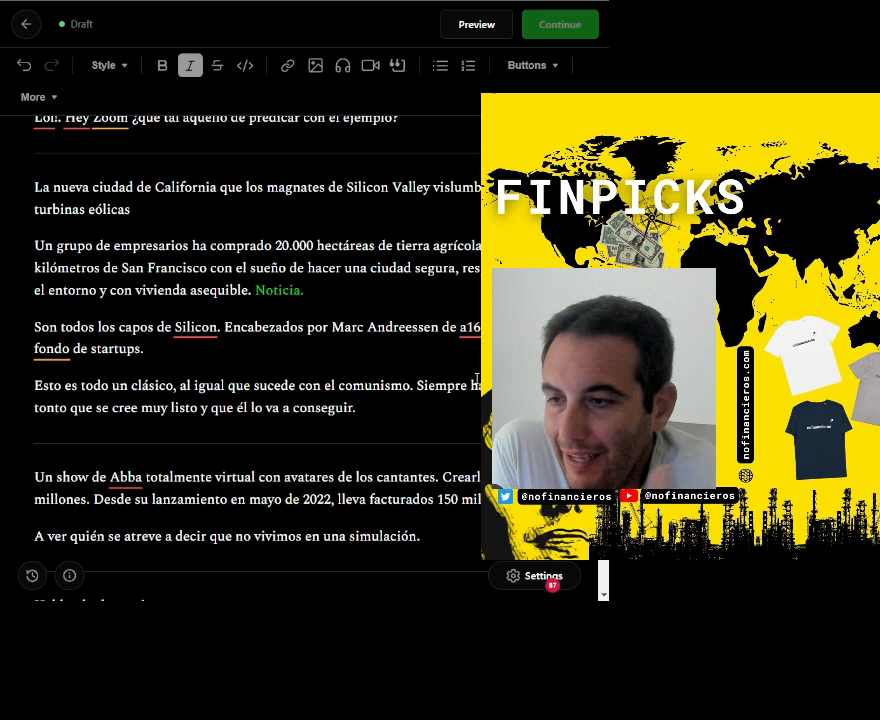 Draft
Preview
Continue
Style
B
I
S
Buttons
More
Lol!. Hey Zoom ¿qué tal aquello de predicar con el ejemplo?
La nueva ciudad de California que los magnates de Silicon Valley vislumb
turbinas eólicas
Un grupo de empresarios ha comprado 20.000 hectáreas de tierra agrícola
kilómetros de San Francisco con el sueño de hacer una ciudad segura, res
el entorno y con vivienda asequible. Noticia.
Son todos los capos de Silicon. Encabezados por Marc Andreessen de a16
fondo de startups.
Esto es todo un clásico, al igual que sucede con el comunismo. Siempre ha
tonto que se cree muy listo y que él lo va a conseguir.
Un show de Abba totalmente virtual con avatares de los cantantes. Crearl
millones. Desde su lanzamiento en mayo de 2022, lleva facturados 150 mil
A ver quién se atreve a decir que no vivimos en una simulación.
Settings
87
FINPICKS
nofinancieros.com
@nofinancieros
@nofinancieros